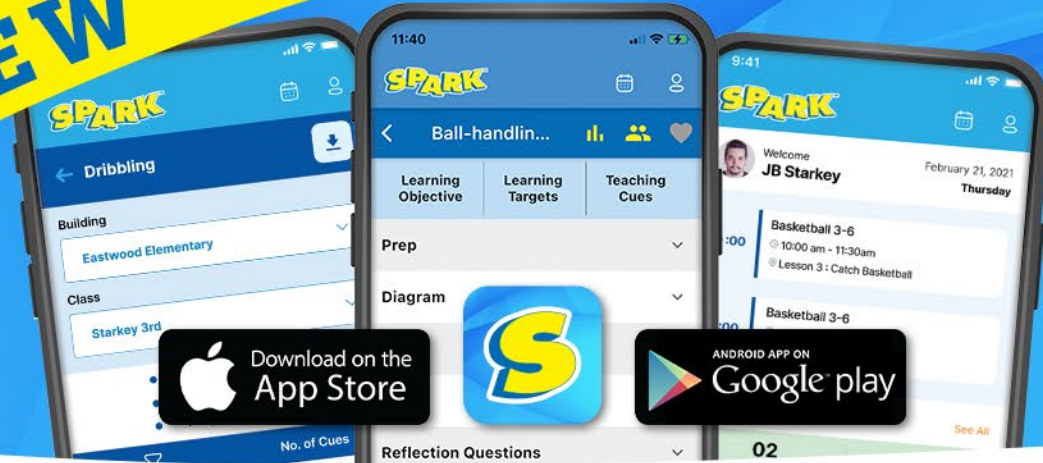 EW
SPARK
Dribbling
Building
Eastwood Elementary
Class
Starkey 3rd
No. of Cues
11:40
SPARK
Ball-handlin...
Learning Objective
Learning Targets
Teaching Cues
Prep
Diagram
Reflection Questions
9:41
SPARK
Welcome
JB Starkey
February 21, 2021
Thursday
:00
Basketball 3-6
10:00 am - 11:30am
Lesson 3 : Catch Basketball
:00
Basketball 3-6
See All
02
Download on the
App Store
S
ANDROID APP ON
Google play